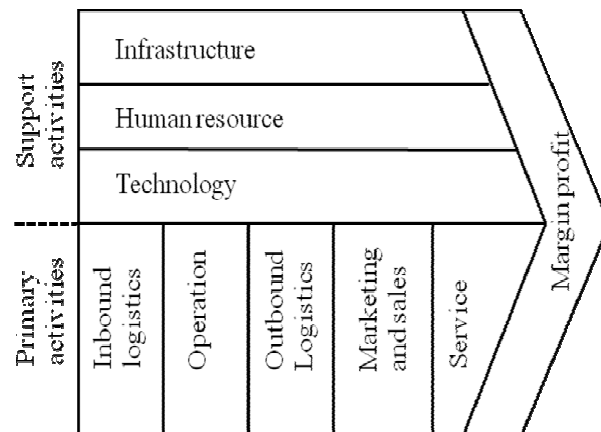 Support
activities
Infrastructure
Human resource
Technology
Primary
activities
Inbound
logistics
Operation
Outbound
Logistics
Marketing
and sales
Service
Margin profit